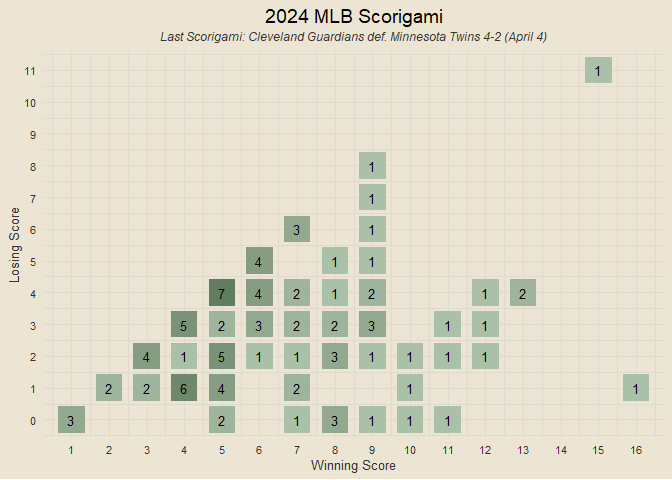 2024 MLB Scorigami
Last Scorigami: Cleveland Guardians def. Minnesota Twins 4-2 (April 4)
11 1
10
9
8 1
7 1
6 3 1
5 4 1 1
4 7 4 2 1 2 1 2
3 5 2 3 2 2 3 1 1
2 4 1 5 1 1 3 1 1 1 1
1 2 2 6 4 2 1 1
0 3 2 1 3 1 1 1
Losing Score
1 2 3 4 5 6 7 8 9 10 11 12 13 14 15 16
Winning Score